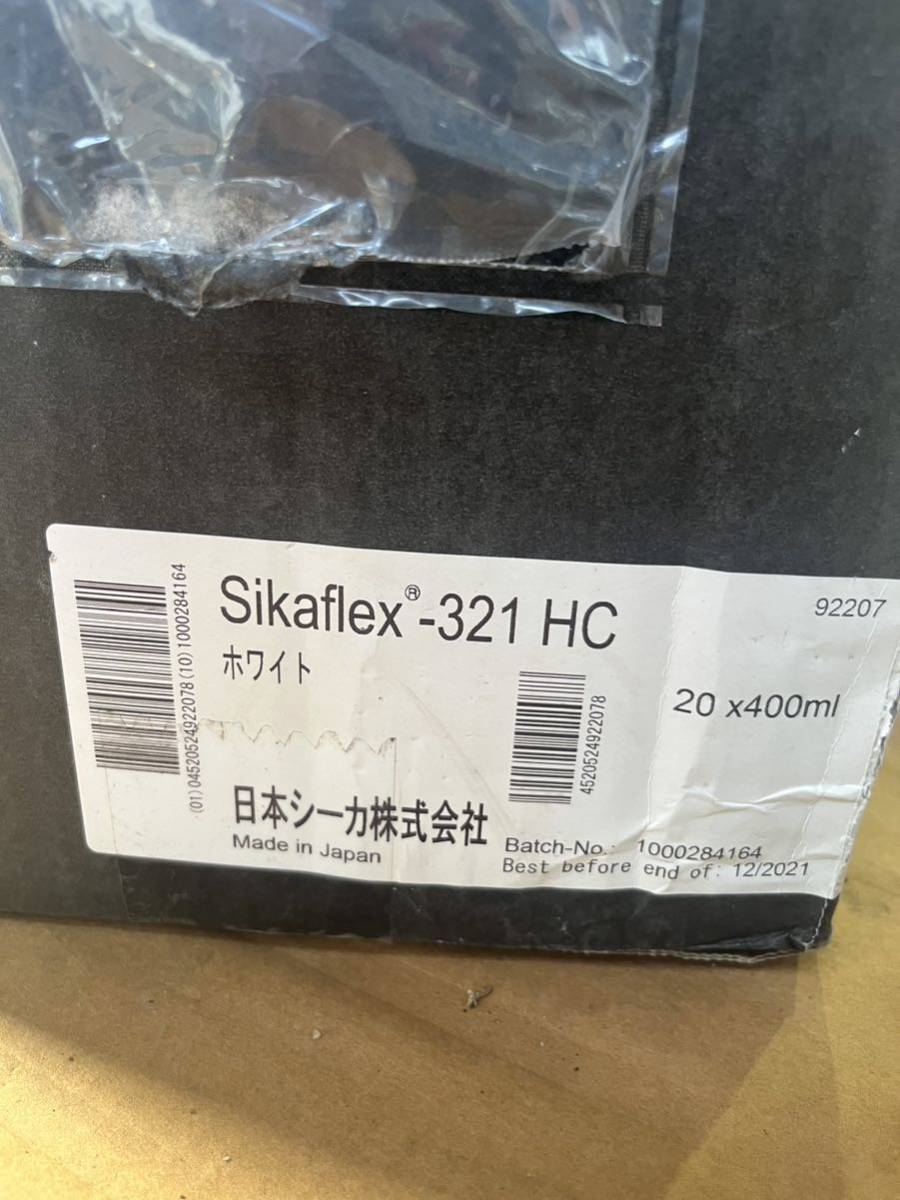 Sikaflex®-321 HC
ホワイト
92207
20 x400ml
(01)04520524922078(10)1000284164
4520524922078
日本シーカ株式会社
Made in Japan
Batch-No.: 1000284164
Best before end of: 12/2021